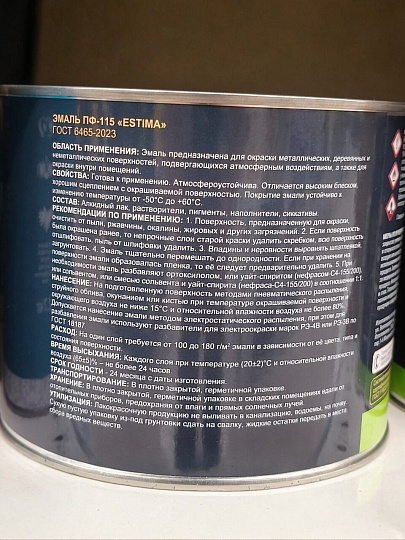 ЭМАЛЬ ПФ-115 «ESTIMA»
ГОСТ 6465-2023
ОБЛАСТЬ ПРИМЕНЕНИЯ: Эмаль предназначена для окраски металлических, деревянных и
неметаллических поверхностей, подвергающихся атмосферным воздействиям, а также для
окраски внутри помещений.
СВОЙСТВА: Готова к применению. Атмосфероустойчива. Отличается высоким блеском,
хорошим сцеплением с окрашиваемой поверхностью. Покрытие эмали устойчиво к
изменению температуры от -50°С до +60°С.
СОСТАВ: Алкидный лак, растворители, пигменты, наполнители, сиккативы.
РЕКОМЕНДАЦИИ ПО ПРИМЕНЕНИЮ: 1. Поверхность, предназначенную для окраски,
очистить от пыли, ржавчины, окалины, жировых и других загрязнений. 2. Если поверхность
была окрашена ранее, то непрочные слои старой краски удалить скребком, всю поверхность
отшлифовать, пыль от шлифовки удалить. 3. Впадины и неровности выровнять шпатлевкой,
загрунтовать. 4. Эмаль тщательно перемешать до однородности. Если при хранении на
поверхности эмали образовалась плёнка, то её следует предварительно удалить. 5. При
необходимости эмаль разбавляют сольвентом, или уайт-спиритом (нефрас-С4-155/200),
или сольвентом, или смесью сольвента и уайт-спирита (нефраса-С4-155/200) в соотношении 1:1.
НАНЕСЕНИЕ: На подготовленную поверхность методами пневматического распыления,
струйного облива, окунанием или кистью при температуре окрашиваемой поверхности и
окружающего воздуха не ниже 15°С и относительной влажности воздуха не более 80%.
Допускается нанесение эмали методом электростатического распыления, при этом для
разбавления эмали используют разбавители для электроокраски марок РЭ-4В или РЭ-3В по
ГОСТ 18187
РАСХОД: На один слой требуется от 100 до 180 г/м² эмали в зависимости от её цвета, типа и
состояния поверхности.
ВРЕМЯ ВЫСЫХАНИЯ: Каждого слоя при температуре (20±2)°С и относительной влажности
воздуха (65±5)% – не более 24 часов.
СРОК ГОДНОСТИ - 24 месяца с даты изготовления.
ТРАНСПОРТИРОВАНИЕ: В плотно закрытой, герметичной упаковке.
ХРАНЕНИЕ: В плотно закрытой, герметичной упаковке в складских помещениях вдали от
отопительных приборов, предохраняя от влаги и прямых солнечных лучей.
УТИЛИЗАЦИЯ: Лакокрасочную продукцию не выливать в канализацию, водоемы, на почву.
Сухую пустую упаковку из-под грунтовки сдать на свалку, жидкие остатки передать в места
сбора вредных веществ.